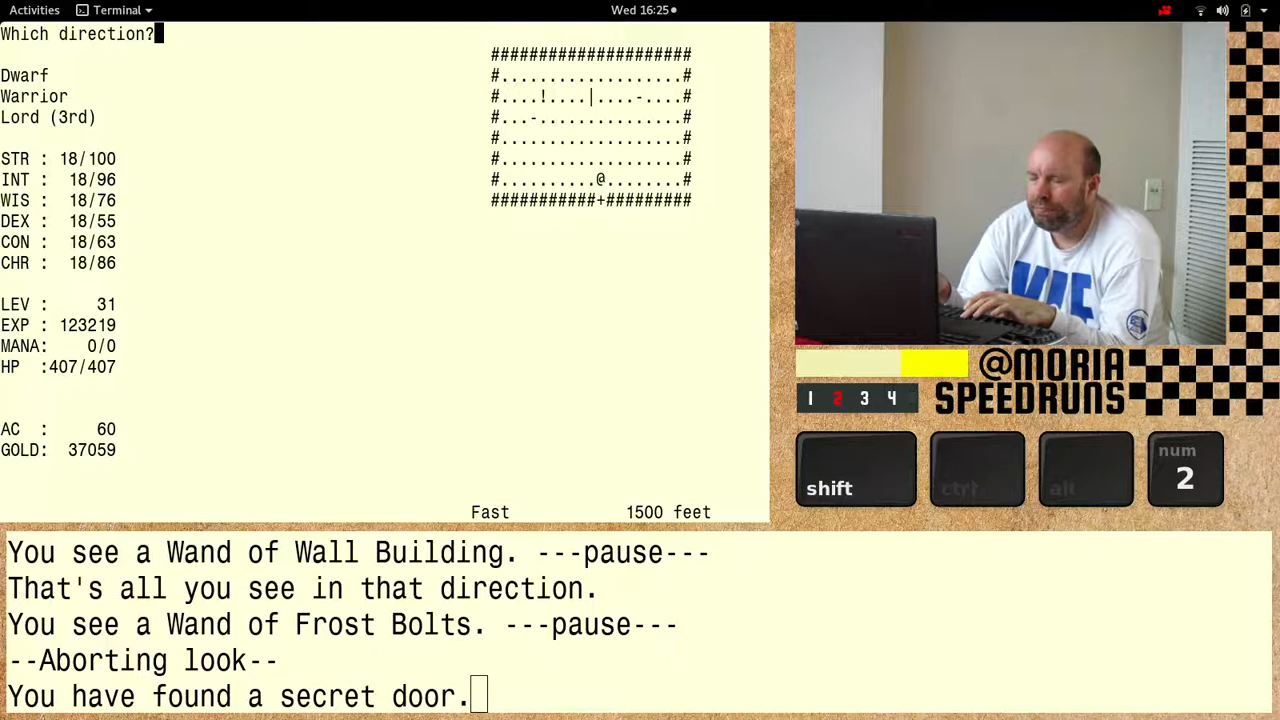 Activities Terminal Wed 16:25
Which direction?
####################
Dwarf #..................#
Warrior #....!....|....-....#
Lord (3rd) #...-..............#
#..................#
STR : 18/100 #..................#
INT : 18/96 #..........@.......#
WIS : 18/76 ###########+########
DEX : 18/55
CON : 18/63
CHR : 18/86
LEV : 31
EXP : 123219
MANA: 0/0
HP :407/407
AC : 60
GOLD: 37059
Fast 1500 feet
@MORIA
SPEEDRUNS
1 2 3 4
shift ctrl alt num 2
You see a Wand of Wall Building. ---pause---
That's all you see in that direction.
You see a Wand of Frost Bolts. ---pause---
--Aborting look--
You have found a secret door.